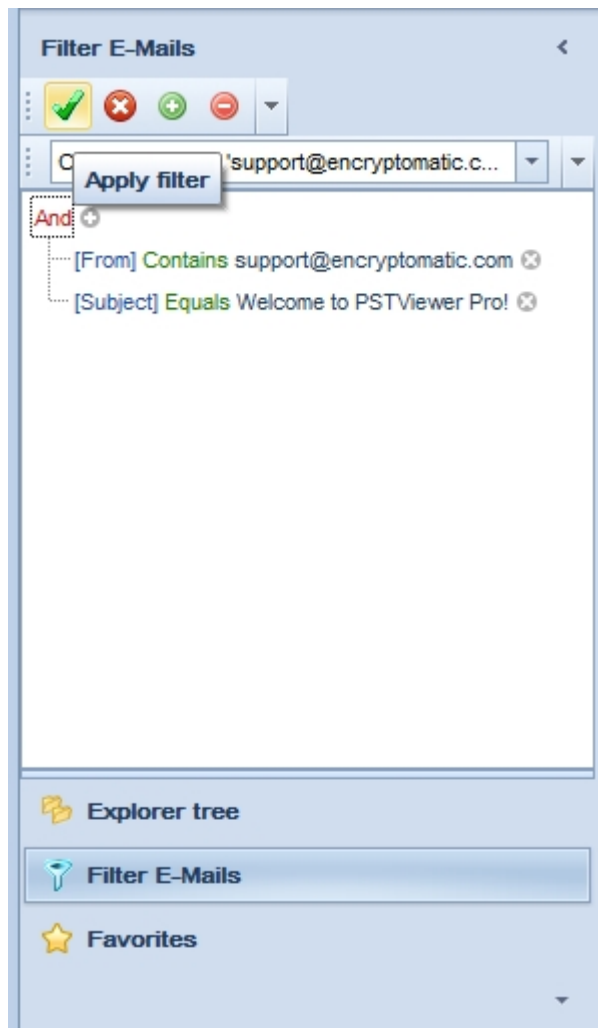 Filter E-Mails
'support@encryptomatic.c...
Apply filter
And
[From] Contains support@encryptomatic.com
[Subject] Equals Welcome to PSTViewer Pro!
Explorer tree
Filter E-Mails
Favorites